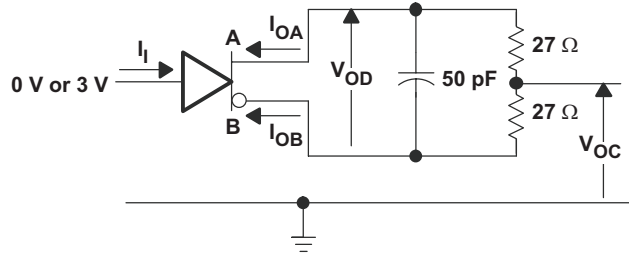 I_OA
A
I_I
0 V or 3 V
V_OD
50 pF
27 Ω
27 Ω
B
I_OB
V_OC